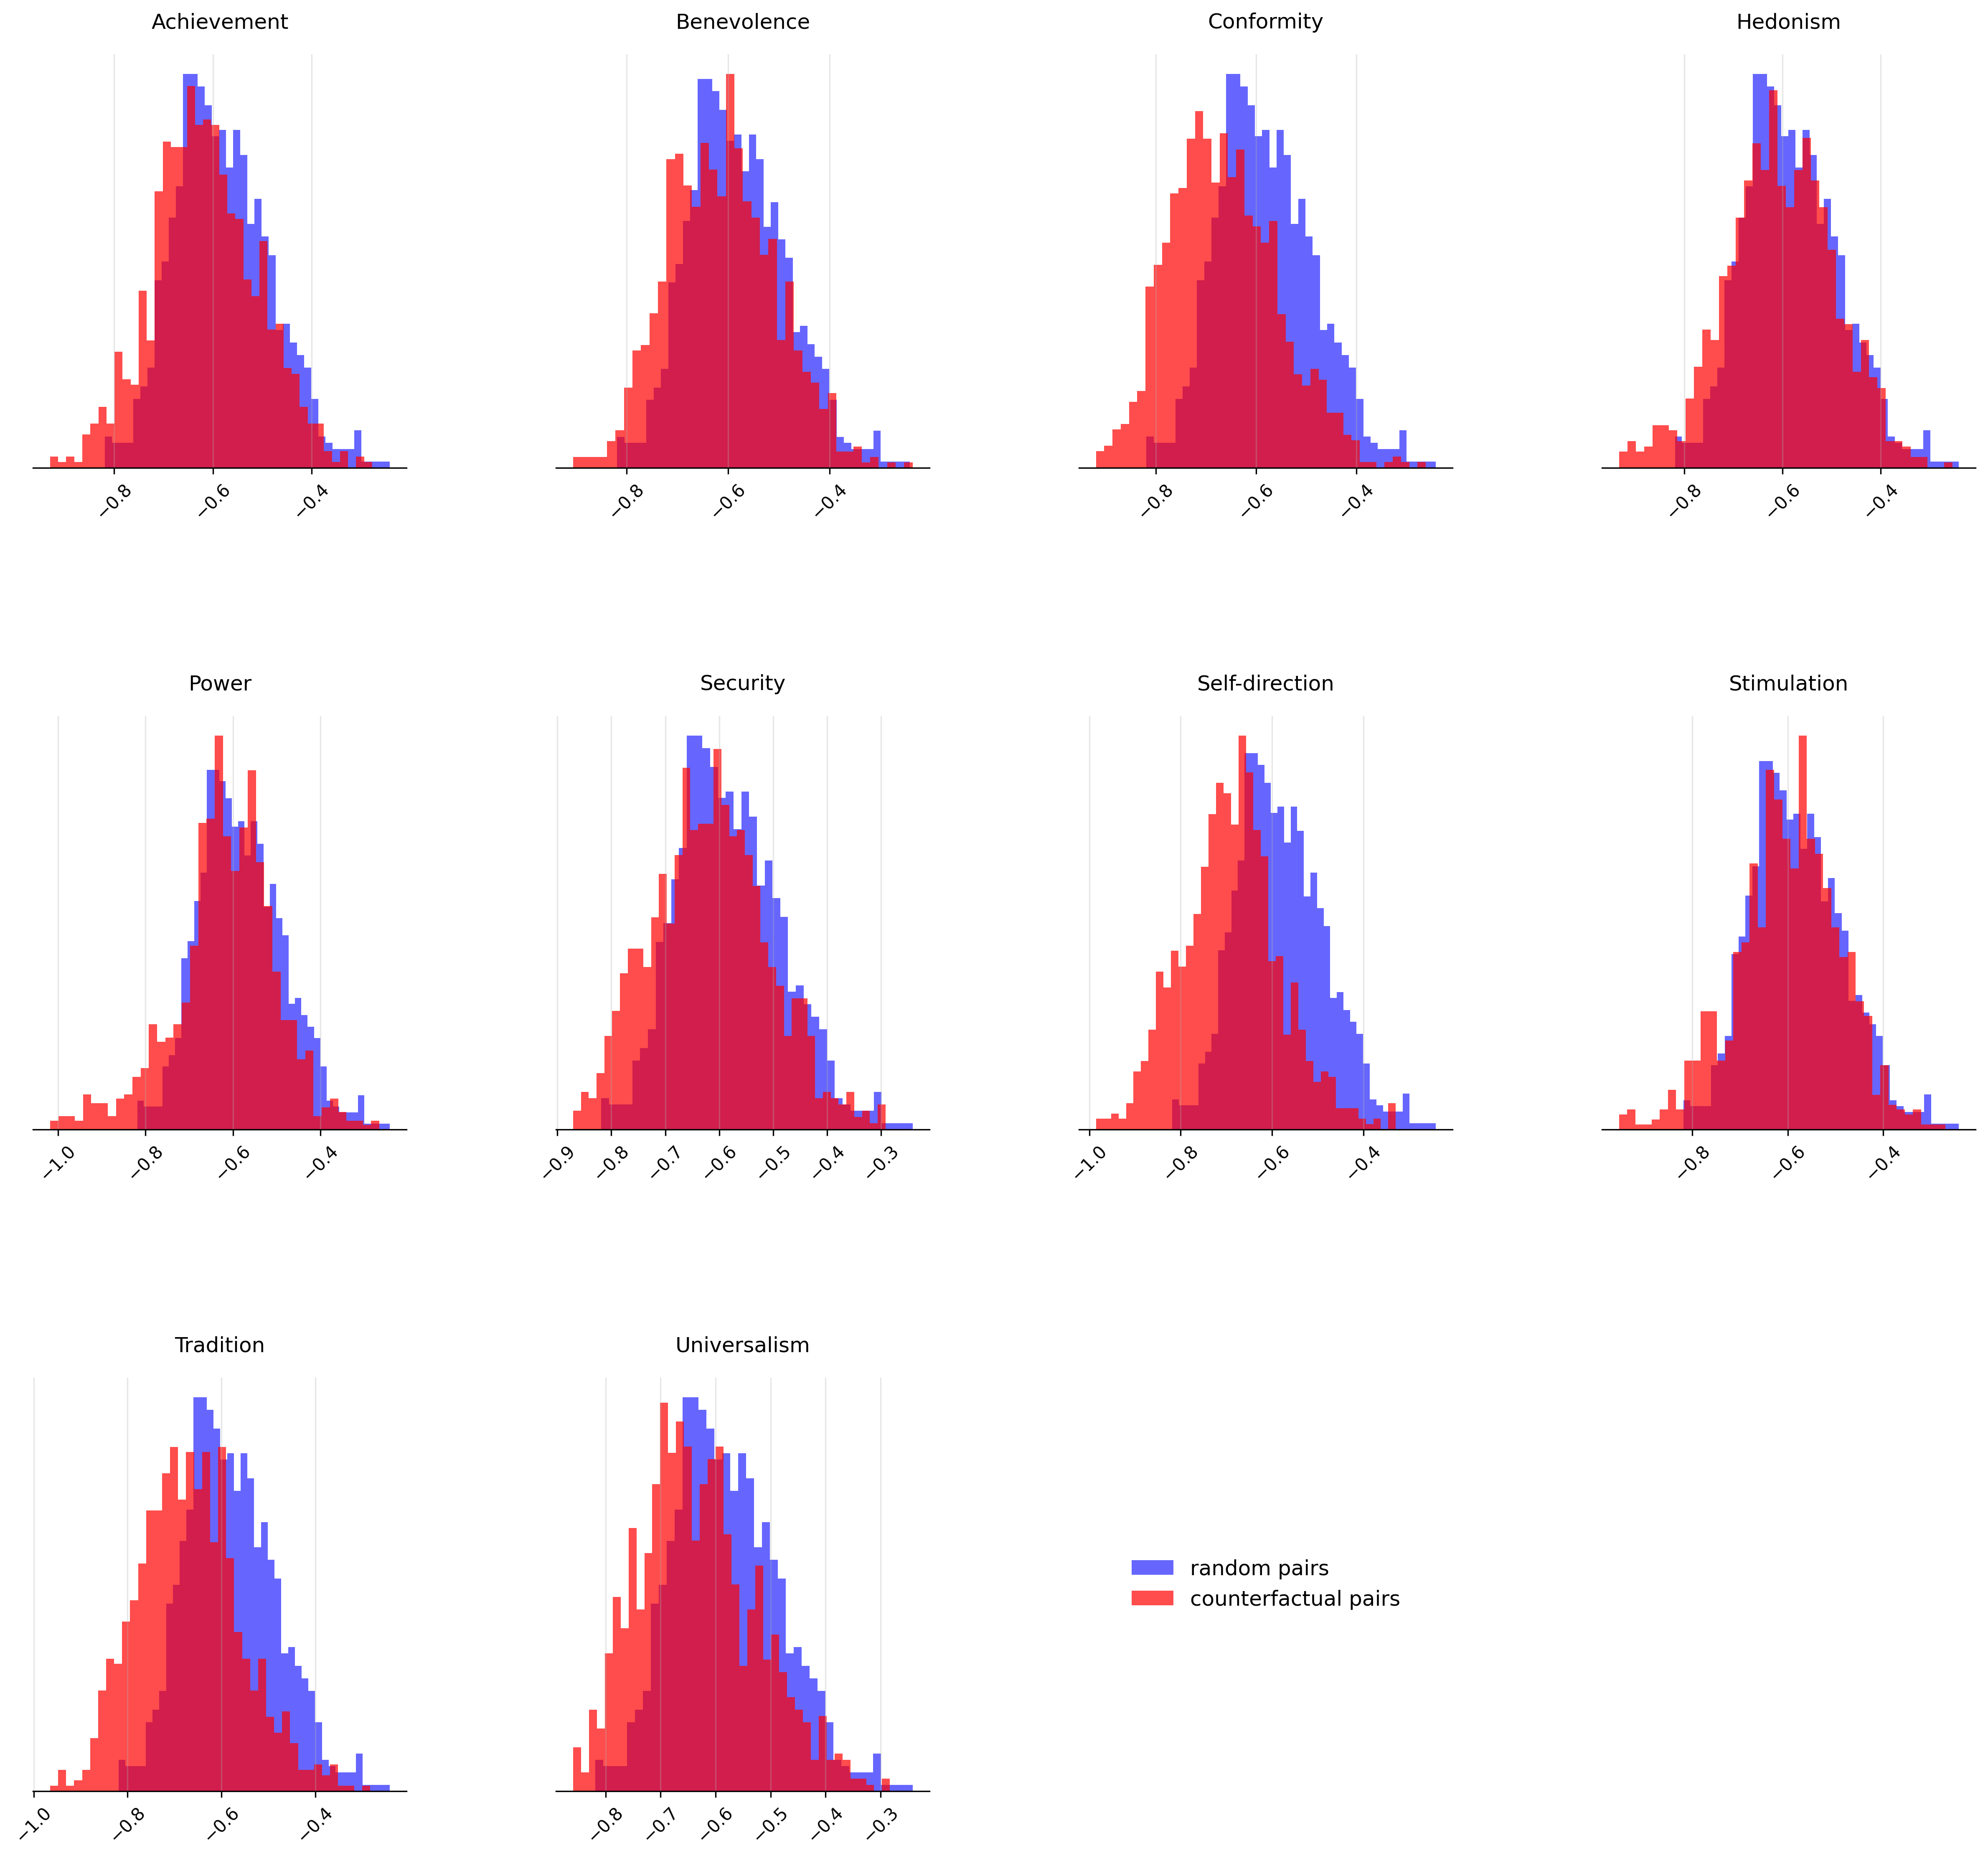 Achievement Benevolence Conformity Hedonism
−0.8 −0.6 −0.4 −0.8 −0.6 −0.4 −0.8 −0.6 −0.4 −0.8 −0.6 −0.4
Power Security Self-direction Stimulation
−1.0 −0.8 −0.6 −0.4 −0.9 −0.8 −0.7 −0.6 −0.5 −0.4 −0.3 −1.0 −0.8 −0.6 −0.4 −0.8 −0.6 −0.4
Tradition Universalism
random pairs
counterfactual pairs
−1.0 −0.8 −0.6 −0.4 −0.8 −0.7 −0.6 −0.5 −0.4 −0.3